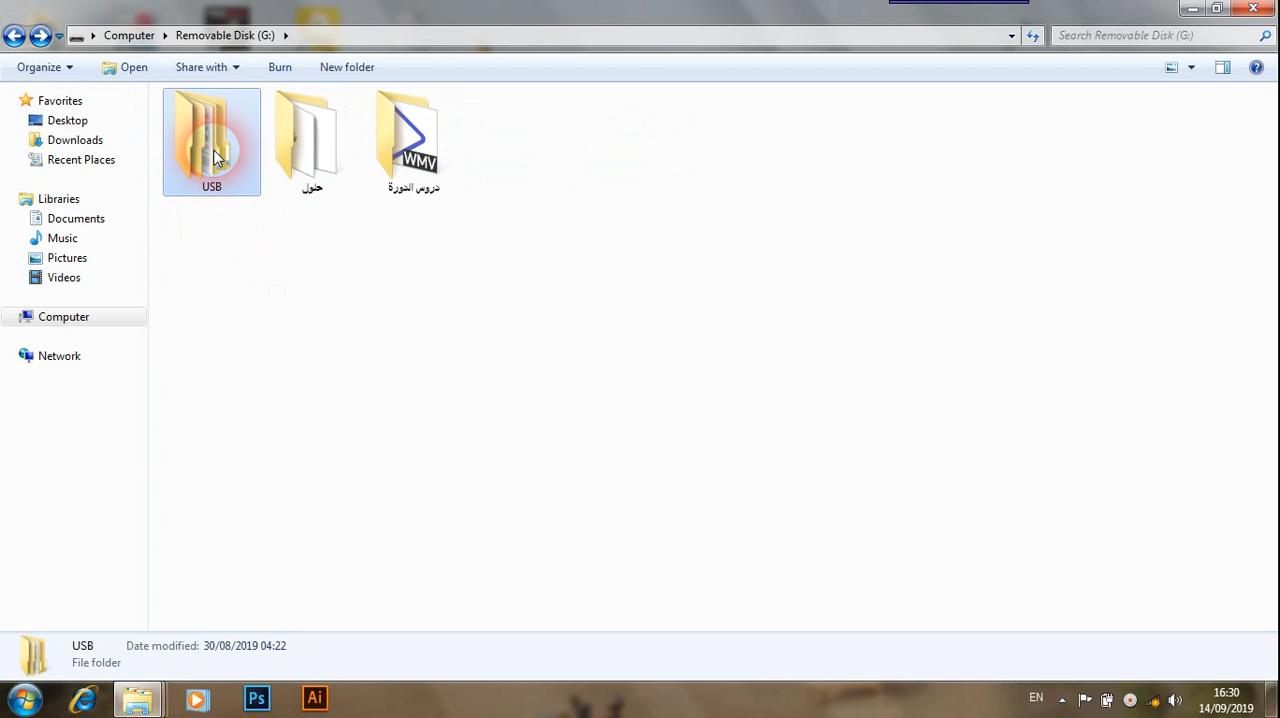 Computer
Removable Disk (G:)
Search Removable Disk (G:)
Organize
Open
Share with
Burn
New folder
Favorites
Desktop
Downloads
Recent Places
Libraries
Documents
Music
Pictures
Videos
Computer
Network
WMV
USB
حلول
دروس الدورة
USB
Date modified: 30/08/2019 04:22
File folder
Ps
Ai
EN
16:30
14/09/2019